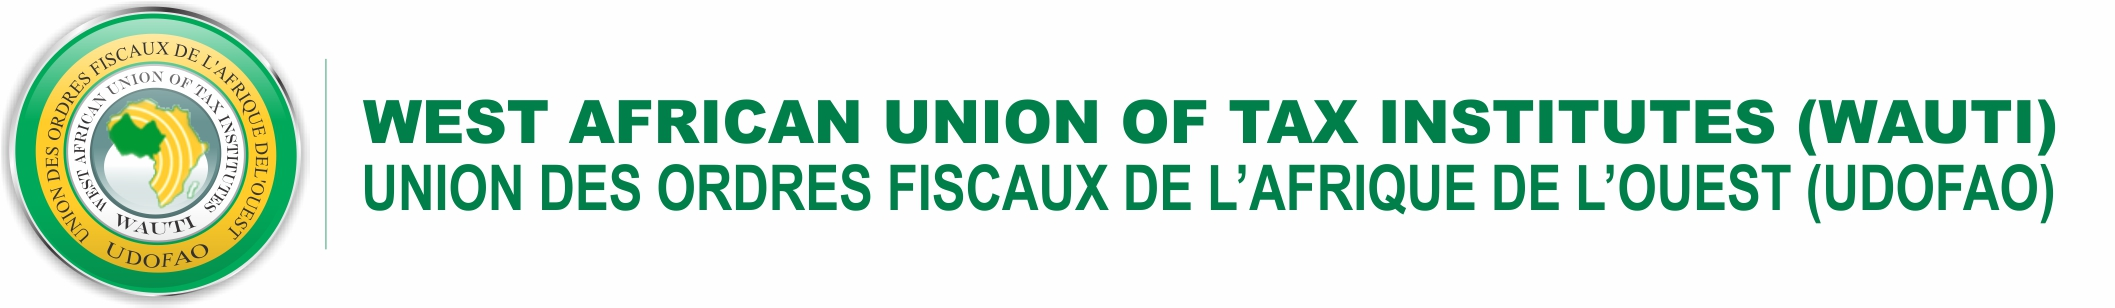 UNION DES ORDRES FISCAUX DE L'AFRIQUE DE L'OUEST
WEST AFRICAN UNION OF TAX INSTITUTES
WAUTI
UDOFAO
WEST AFRICAN UNION OF TAX INSTITUTES (WAUTI)
UNION DES ORDRES FISCAUX DE L’AFRIQUE DE L’OUEST (UDOFAO)